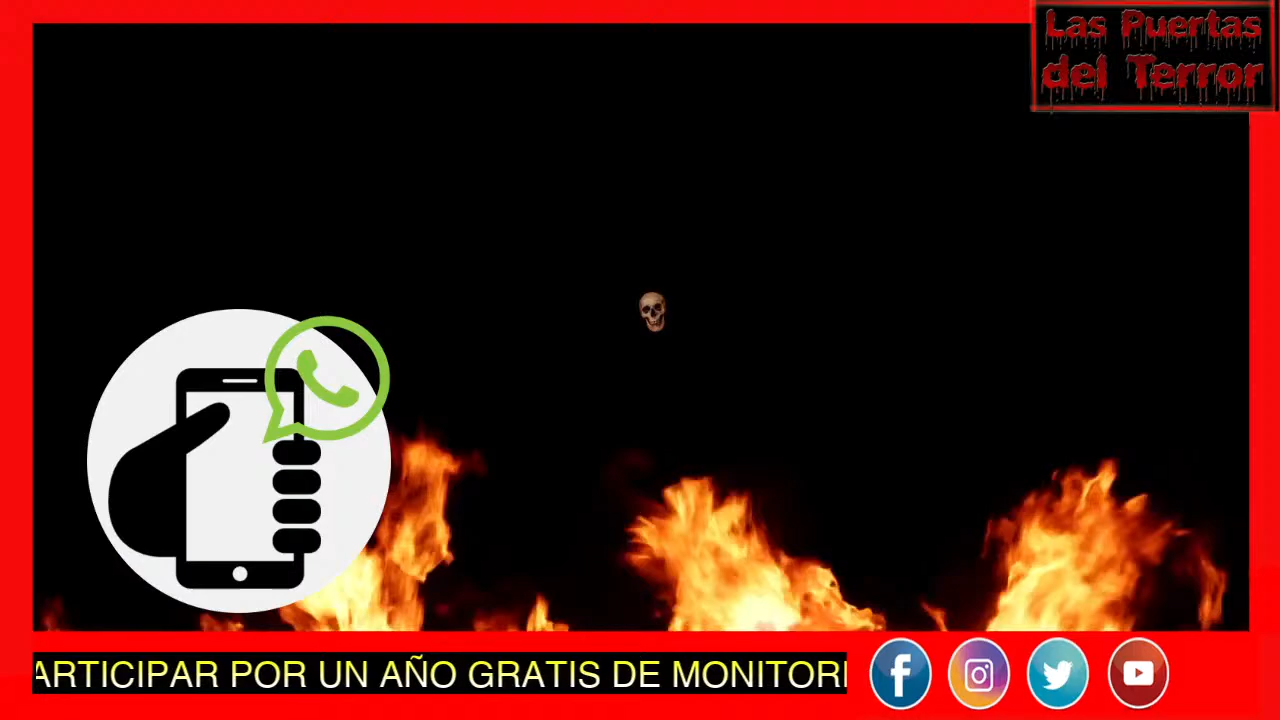 Las Puertas
del Terror
ARTICIPAR POR UN AÑO GRATIS DE MONITORI